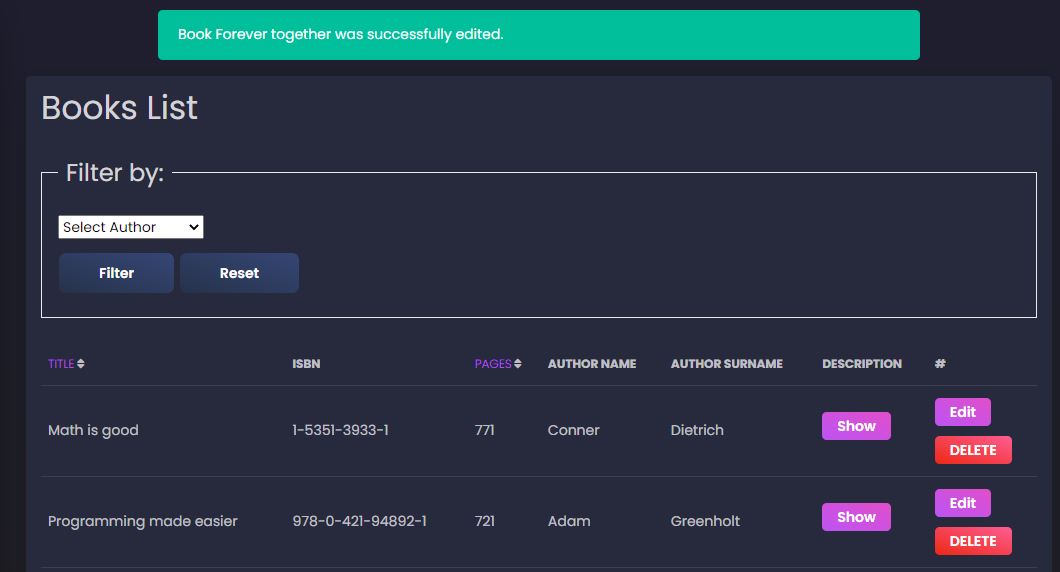 Book Forever together was successfully edited.
Books List
Filter by:
Select Author
Filter Reset
TITLE ISBN PAGES AUTHOR NAME AUTHOR SURNAME DESCRIPTION #
Math is good 1-5351-3933-1 771 Conner Dietrich Show Edit
DELETE
Programming made easier 978-0-421-94892-1 721 Adam Greenholt Show Edit
DELETE